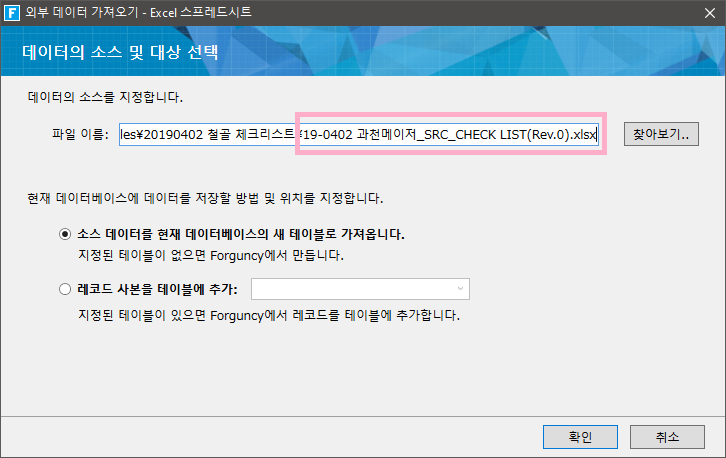 F 외부 데이터 가져오기 - Excel 스프레드시트
데이터의 소스 및 대상 선택
데이터의 소스를 지정합니다.
파일 이름: les¥20190402 철골 체크리스트¥19-0402 과천메이저_SRC_CHECK LIST(Rev.0).xlsx 찾아보기..
현재 데이터베이스에 데이터를 저장할 방법 및 위치를 지정합니다.
소스 데이터를 현재 데이터베이스의 새 테이블로 가져옵니다.
지정된 테이블이 없으면 Forguncy에서 만듭니다.
레코드 사본을 테이블에 추가:
지정된 테이블이 있으면 Forguncy에서 레코드를 테이블에 추가합니다.
확인 취소